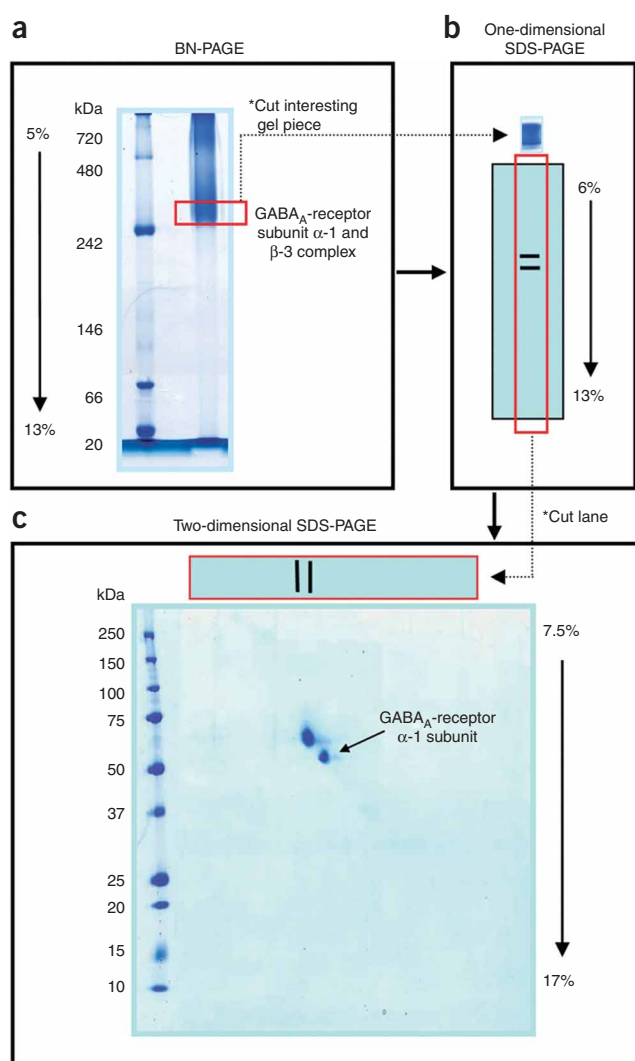 a
BN-PAGE
kDa
720
480
242
146
66
20
5%
13%
*Cut interesting
gel piece
GABA_A-receptor
subunit α-1 and
β-3 complex
b
One-dimensional
SDS-PAGE
6%
13%
*Cut lane
c
Two-dimensional SDS-PAGE
kDa
250
150
100
75
50
37
25
20
15
10
GABA_A-receptor
α-1 subunit
7.5%
17%